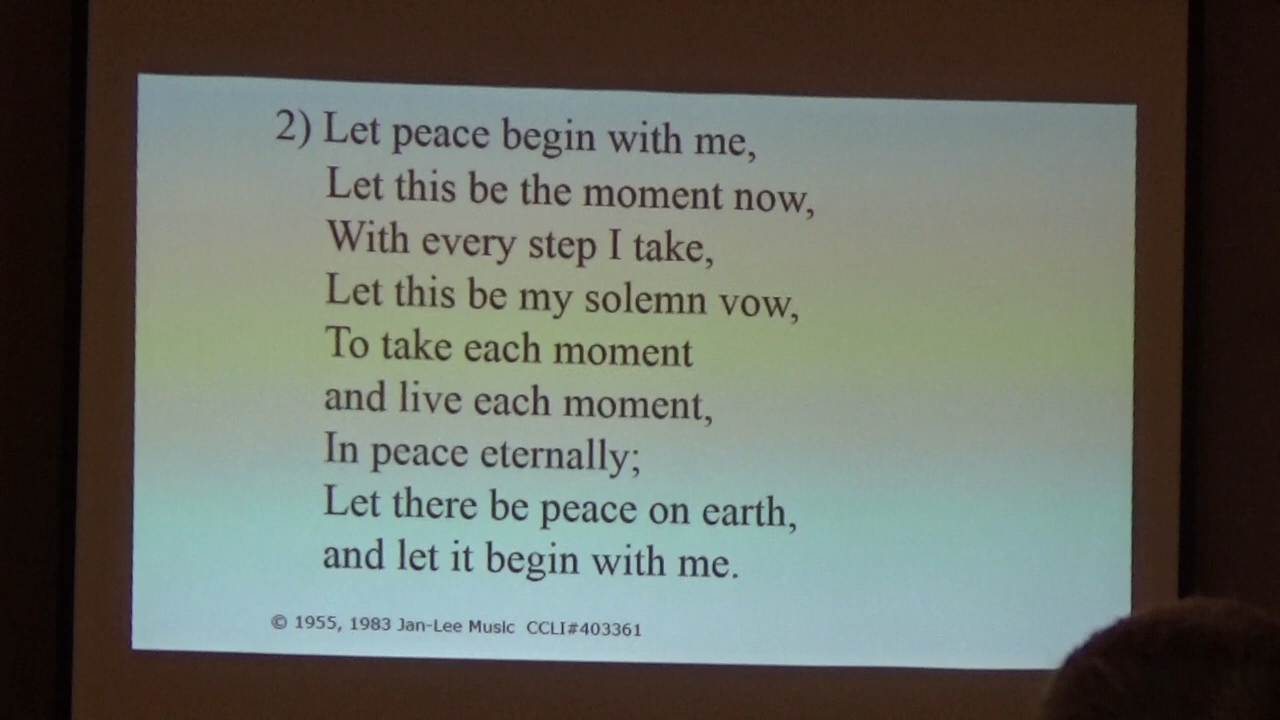 2) Let peace begin with me,
Let this be the moment now,
With every step I take,
Let this be my solemn vow,
To take each moment
and live each moment,
In peace eternally;
Let there be peace on earth,
and let it begin with me.
© 1955, 1983 Jan-Lee Music CCLI#403361